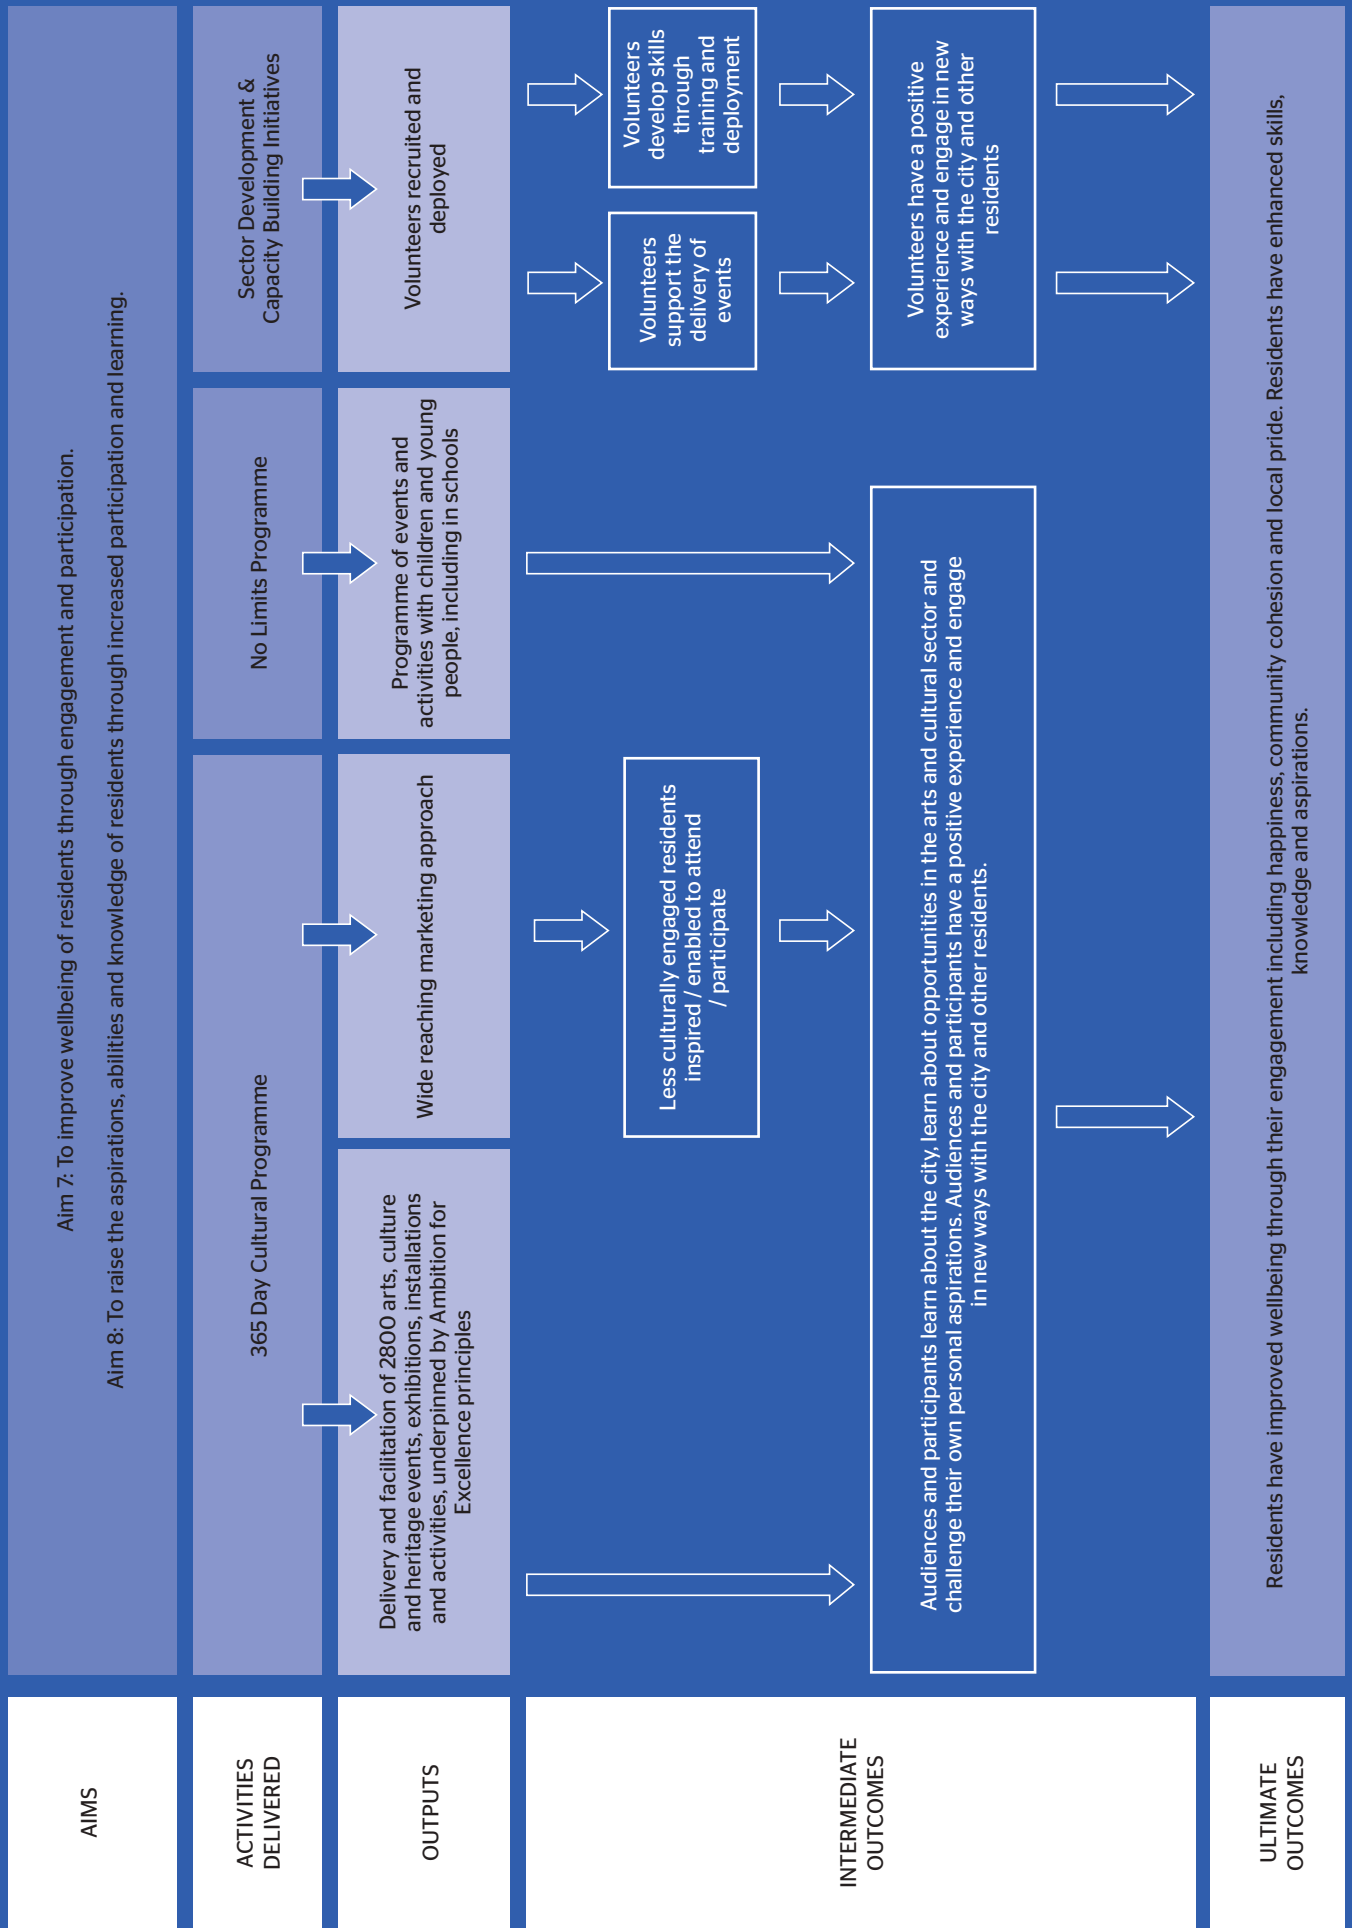 AIMS
Aim 7: To improve wellbeing of residents through engagement and participation.
Aim 8: To raise the aspirations, abilities and knowledge of residents through increased participation and learning.
ACTIVITIES
DELIVERED
365 Day Cultural Programme
No Limits Programme
Sector Development &
Capacity Building Initiatives
OUTPUTS
Delivery and facilitation of 2800 arts, culture
and heritage events, exhibitions, installations
and activities, underpinned by Ambition for
Excellence principles
Wide reaching marketing approach
Programme of events and
activities with children and young
people, including in schools
Volunteers recruited and
deployed
INTERMEDIATE
OUTCOMES
Less culturally engaged residents
inspired / enabled to attend
/ participate
Volunteers
support the
delivery of
events
Volunteers
develop skills
through
training and
deployment
Audiences and participants learn about the city, learn about opportunities in the arts and cultural sector and
challenge their own personal aspirations. Audiences and participants have a positive experience and engage
in new ways with the city and other residents.
Volunteers have a positive
experience and engage in new
ways with the city and other
residents
ULTIMATE
OUTCOMES
Residents have improved wellbeing through their engagement including happiness, community cohesion and local pride. Residents have enhanced skills,
knowledge and aspirations.